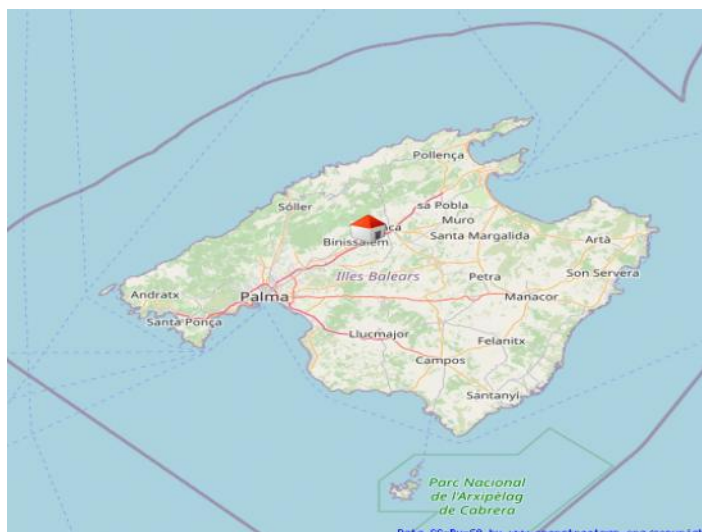 Pollença
sa Pobla
Sóller
Muro
Binissalem
Santa Margalida
Artà
Illes Balears
Petra
Son Servera
Andratx
Palma
Manacor
Santa Ponça
Llucmajor
Felanitx
Campos
Santanyí
Parc Nacional
de l'Arxipèlag
de Cabrera